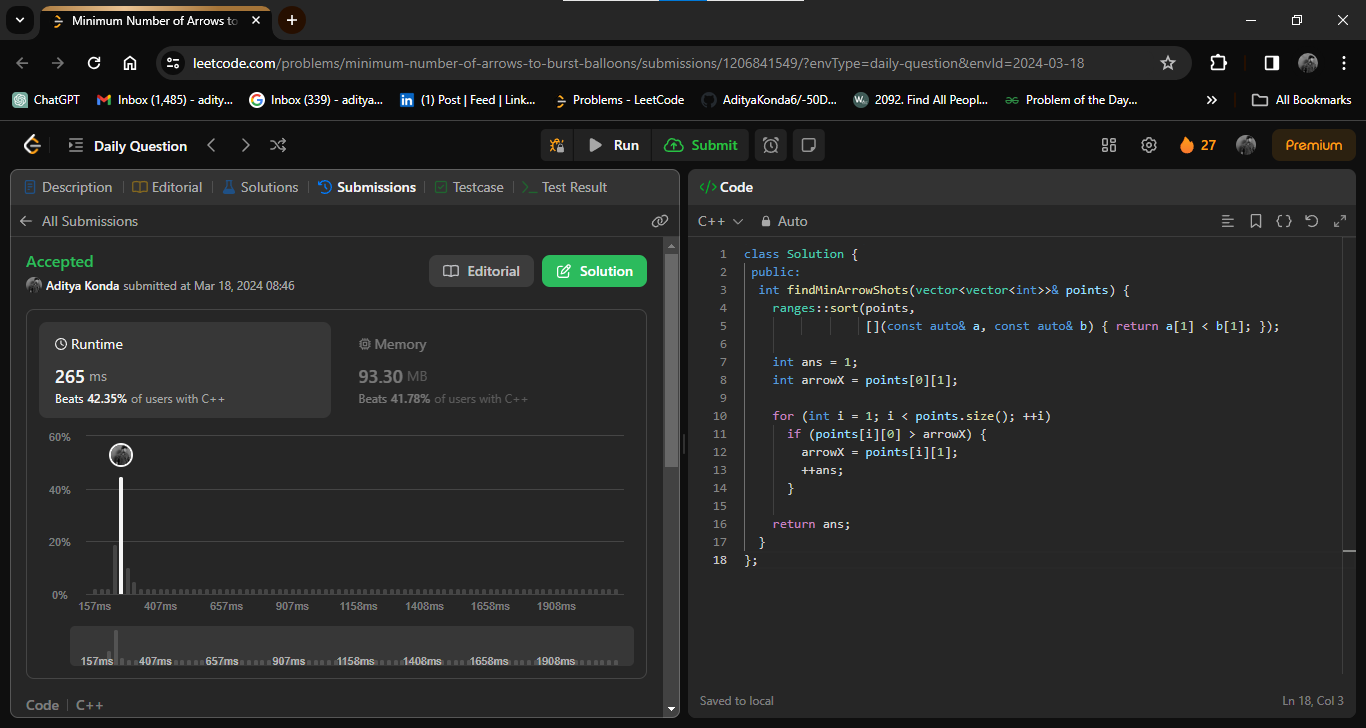 Minimum Number of Arrows to
leetcode.com/problems/minimum-number-of-arrows-to-burst-balloons/submissions/1206841549/?envType=daily-question&envId=2024-03-18
ChatGPT Inbox (1,485) - adity... Inbox (339) - aditya... (1) Post | Feed | Link... Problems - LeetCode AdityaKonda6/-50D... 2092. Find All Peopl... Problem of the Day... » All Bookmarks
Daily Question Run Submit 27 Premium
Description Editorial Solutions Submissions Testcase Test Result
All Submissions
Accepted
Aditya Konda submitted at Mar 18, 2024 08:46
Editorial Solution
Runtime
265 ms
Beats 42.35% of users with C++
Memory
93.30 MB
Beats 41.78% of users with C++
60%
40%
20%
0%
157ms 407ms 657ms 907ms 1158ms 1408ms 1658ms 1908ms
157ms 407ms 657ms 907ms 1158ms 1408ms 1658ms 1908ms
Code | C++
</> Code
C++ Auto
1 class Solution {
2 public:
3 int findMinArrowShots(vector<vector<int>>& points) {
4 ranges::sort(points,
5 [](const auto& a, const auto& b) { return a[1] < b[1]; });
6
7 int ans = 1;
8 int arrowX = points[0][1];
9
10 for (int i = 1; i < points.size(); ++i)
11 if (points[i][0] > arrowX) {
12 arrowX = points[i][1];
13 ++ans;
14 }
15
16 return ans;
17 }
18 };
Saved to local Ln 18, Col 3